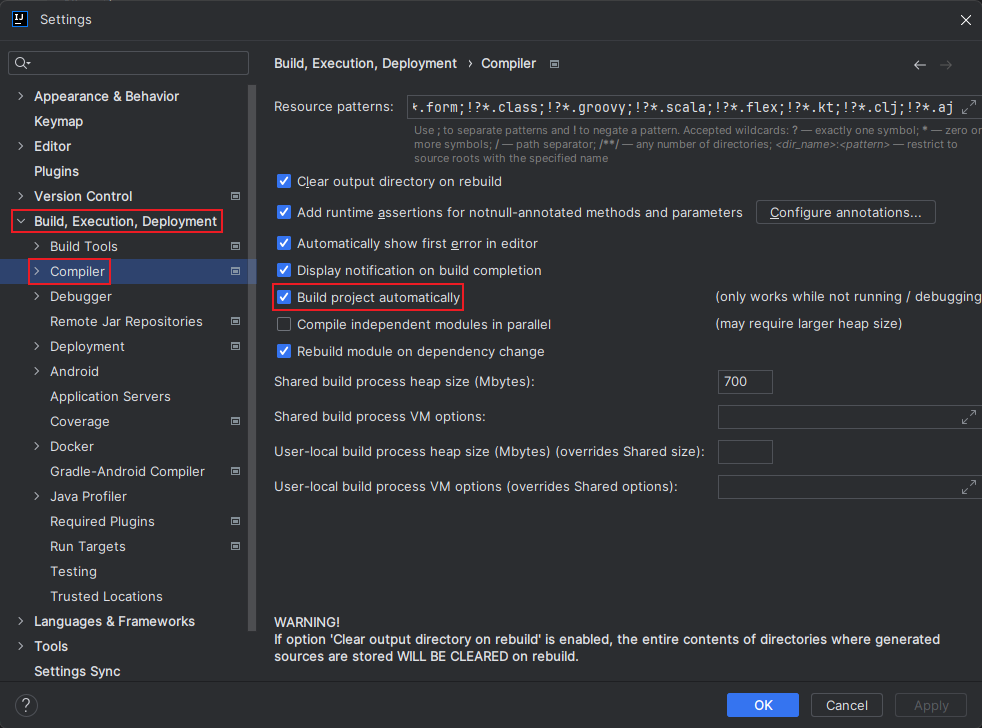 Settings
Appearance & Behavior
Keymap
Editor
Plugins
Version Control
Build, Execution, Deployment
Build Tools
Compiler
Debugger
Remote Jar Repositories
Deployment
Android
Application Servers
Coverage
Docker
Gradle-Android Compiler
Java Profiler
Required Plugins
Run Targets
Testing
Trusted Locations
Languages & Frameworks
Tools
Settings Sync
Build, Execution, Deployment › Compiler
Resource patterns: *.form;!?*.class;!?*.groovy;!?*.scala;!?*.flex;!?*.kt;!?*.clj;!?*.aj
Use ; to separate patterns and ! to negate a pattern. Accepted wildcards: ? — exactly one symbol; * — zero or
more symbols; / — path separator; /**/ — any number of directories; <dir_name>:<pattern> — restrict to
source roots with the specified name
Clear output directory on rebuild
Add runtime assertions for notnull-annotated methods and parameters Configure annotations...
Automatically show first error in editor
Display notification on build completion
Build project automatically (only works while not running / debugging
Compile independent modules in parallel (may require larger heap size)
Rebuild module on dependency change
Shared build process heap size (Mbytes): 700
Shared build process VM options:
User-local build process heap size (Mbytes) (overrides Shared size):
User-local build process VM options (overrides Shared options):
WARNING!
If option 'Clear output directory on rebuild' is enabled, the entire contents of directories where generated
sources are stored WILL BE CLEARED on rebuild.
? OK Cancel Apply